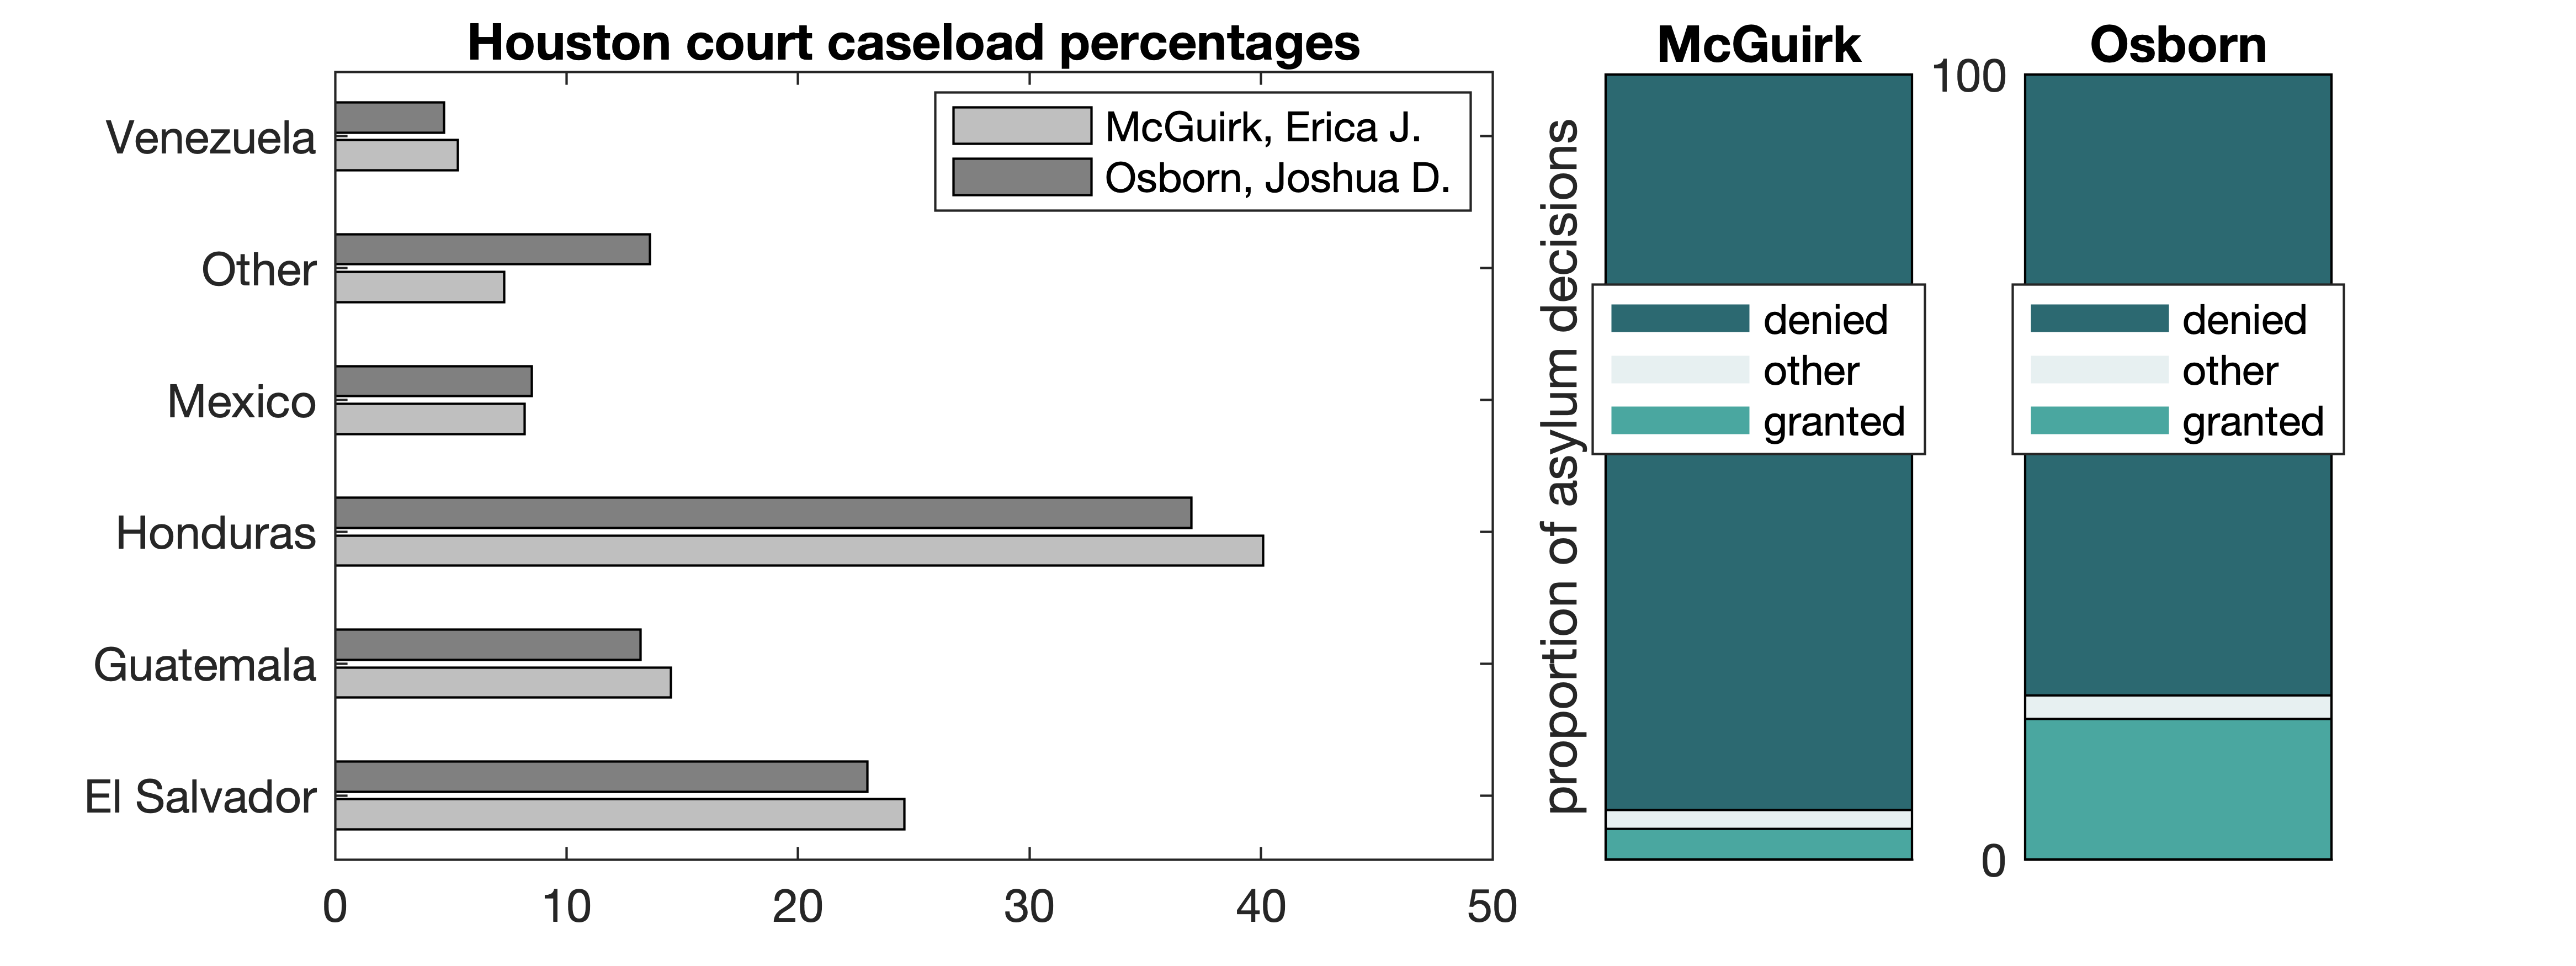 Houston court caseload percentages
McGuirk, Erica J.
Osborn, Joshua D.
Venezuela
Other
Mexico
Honduras
Guatemala
El Salvador
0 10 20 30 40 50
proportion of asylum decisions
McGuirk
denied
other
granted
100
0
Osborn
denied
other
granted